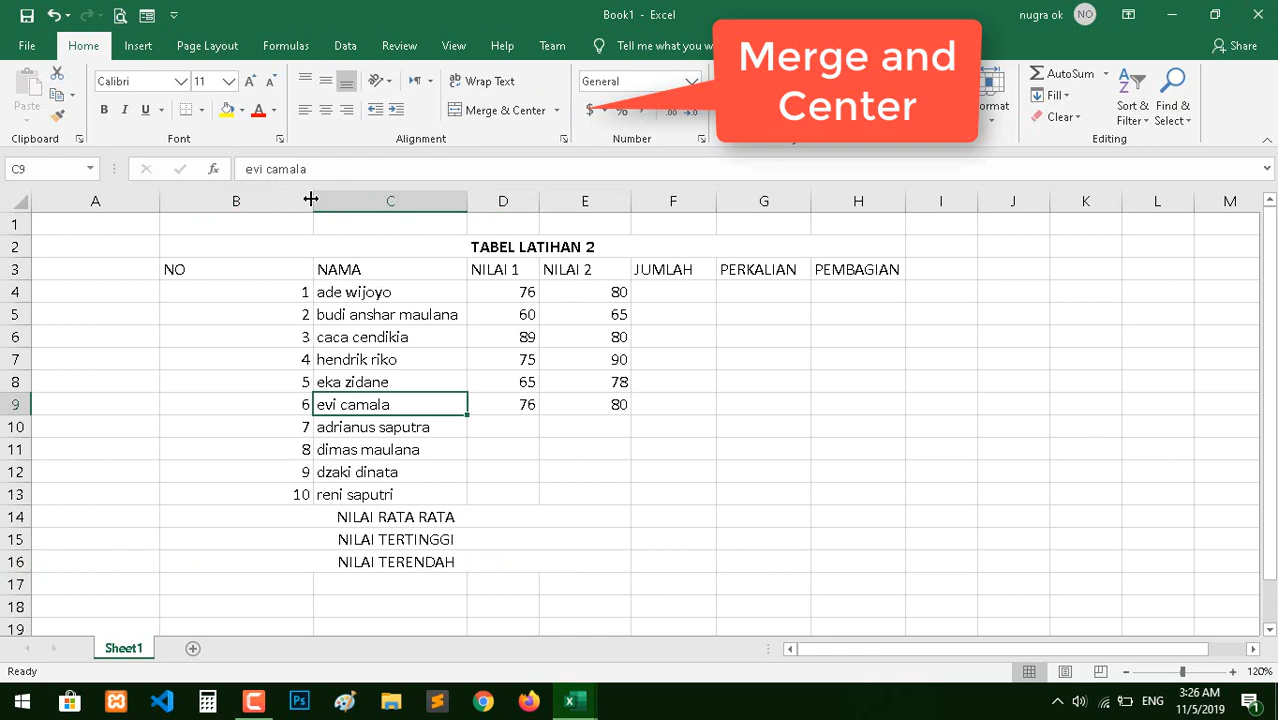 Book1 - Excel
nugra ok
NO
File Home Insert Page Layout Formulas Data Review View Help Team Tell me what you Share
Merge and
Center
Paste
Calibri 11
B I U
Wrap Text
Merge & Center
General
$ %
Format
AutoSum
Fill
Clear
Sort &
Filter
Find &
Select
Clipboard Font Alignment Number Editing
C9 fx evi camala
A B C D E F G H I J K L M
1
2 TABEL LATIHAN 2
3 NO NAMA NILAI 1 NILAI 2 JUMLAH PERKALIAN PEMBAGIAN
4 1 ade wijoyo 76 80
5 2 budi anshar maulana 60 65
6 3 caca cendikia 89 80
7 4 hendrik riko 75 90
8 5 eka zidane 65 78
9 6 evi camala 76 80
10 7 adrianus saputra
11 8 dimas maulana
12 9 dzaki dinata
13 10 reni saputri
14 NILAI RATA RATA
15 NILAI TERTINGGI
16 NILAI TERENDAH
17
18
19
Sheet1
Ready 120%
ENG
3:26 AM
11/5/2019